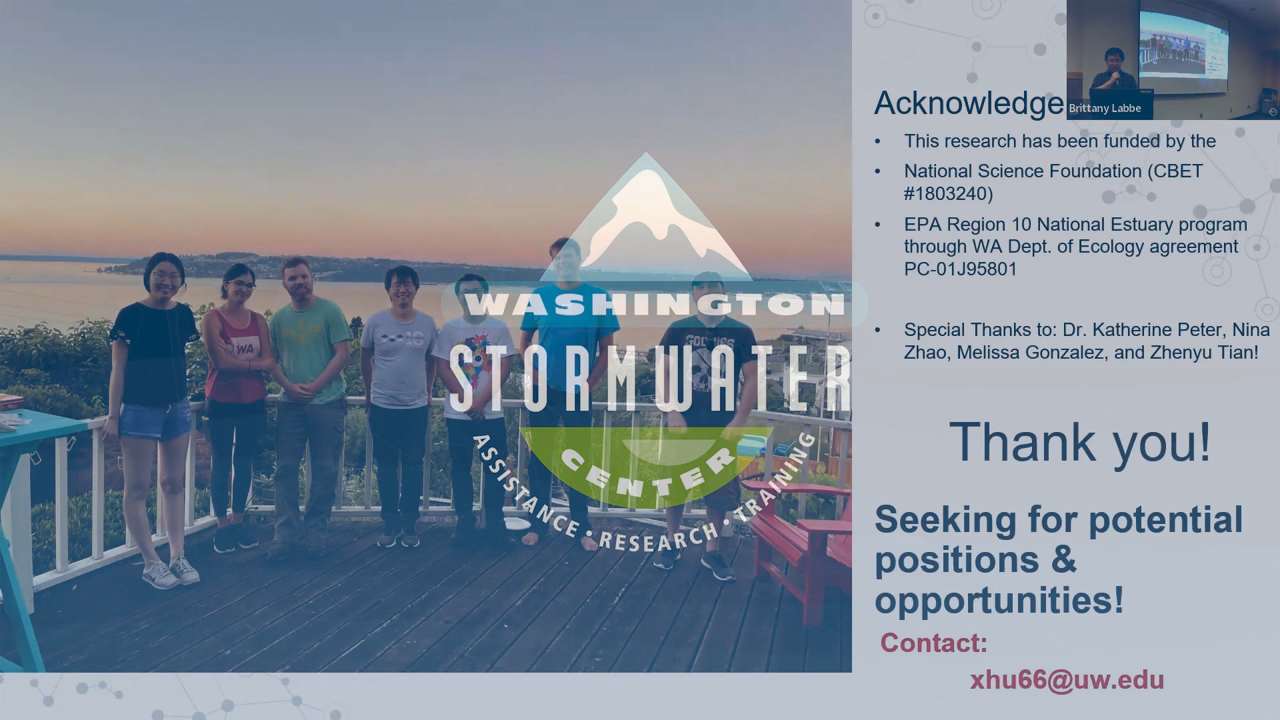 Acknowledge
Brittany Labbe
• This research has been funded by the
• National Science Foundation (CBET
#1803240)
• EPA Region 10 National Estuary program
through WA Dept. of Ecology agreement
PC-01J95801
• Special Thanks to: Dr. Katherine Peter, Nina
Zhao, Melissa Gonzalez, and Zhenyu Tian!
Thank you!
Seeking for potential
positions &
opportunities!
Contact:
xhu66@uw.edu
WASHINGTON
STORMWATER
CENTER
ASSISTANCE • RESEARCH • TRAINING
WA